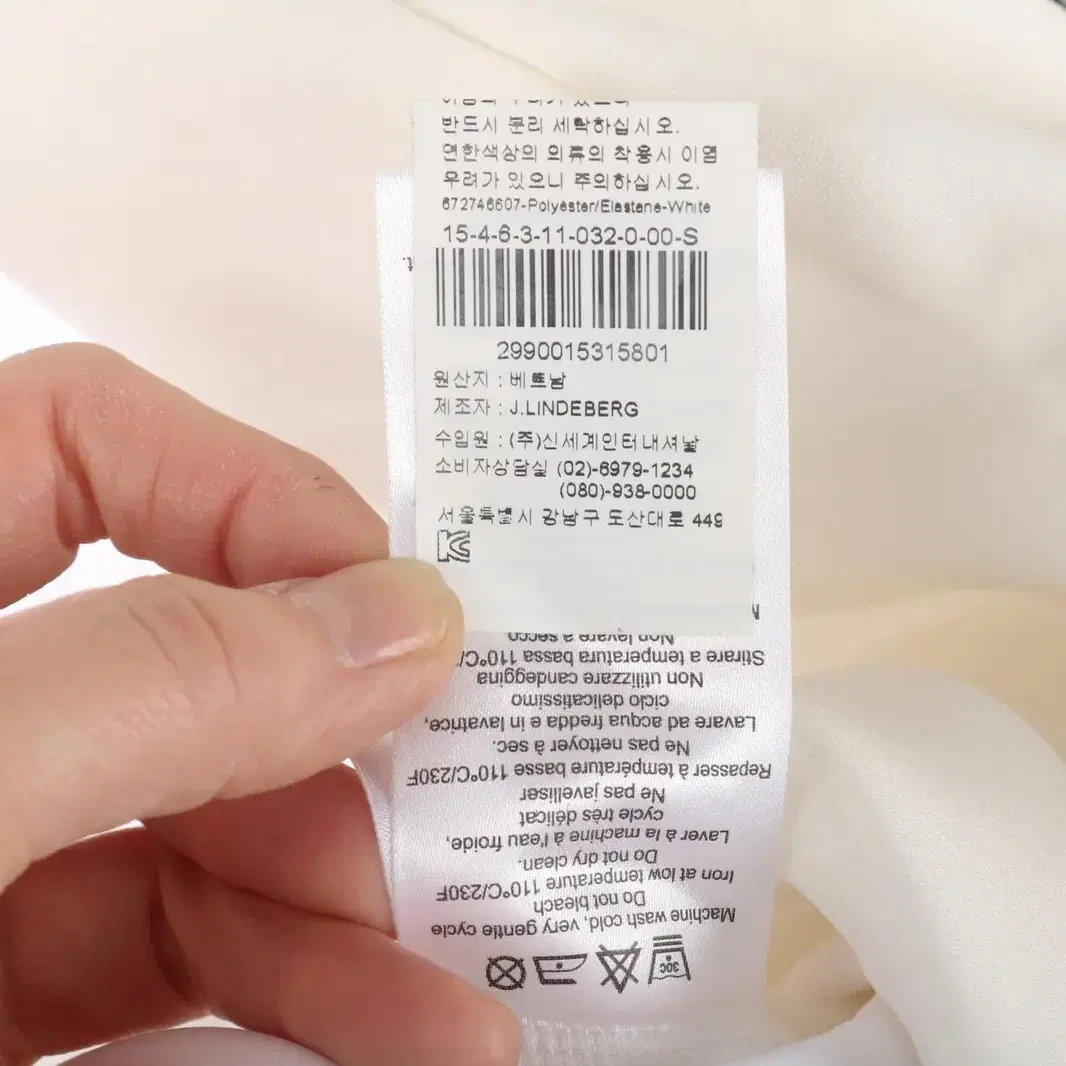 반드시 분리 세탁하십시오.
연한색상의 의류의 착용시 이염
우려가 있으니 주의하십시오.
672746607-Polyester/Elastane-White
15-4-6-3-11-032-0-00-S
2990015315801
원산지 : 베트남
제조자 : J.LINDEBERG
수입원 : (주)신세계인터내셔날
소비자상담실 (02)-6979-1234
(080)-938-0000
서울특별시 강남구 도산대로 449
Machine wash cold, very gentle cycle
Do not bleach
Iron at low temperature 110°C/230F
Do not dry clean.
Laver à la machine à l'eau froide,
cycle très délicat
Ne pas javelliser
Repasser à température basse 110°C/230F
Ne pas nettoyer à sec.
Lavare ad acqua fredda e in lavatrice,
ciclo delicatissimo
Non utilizzare candeggina
Stirare a temperatura bassa 110°C/
Non lavare a secco
30C